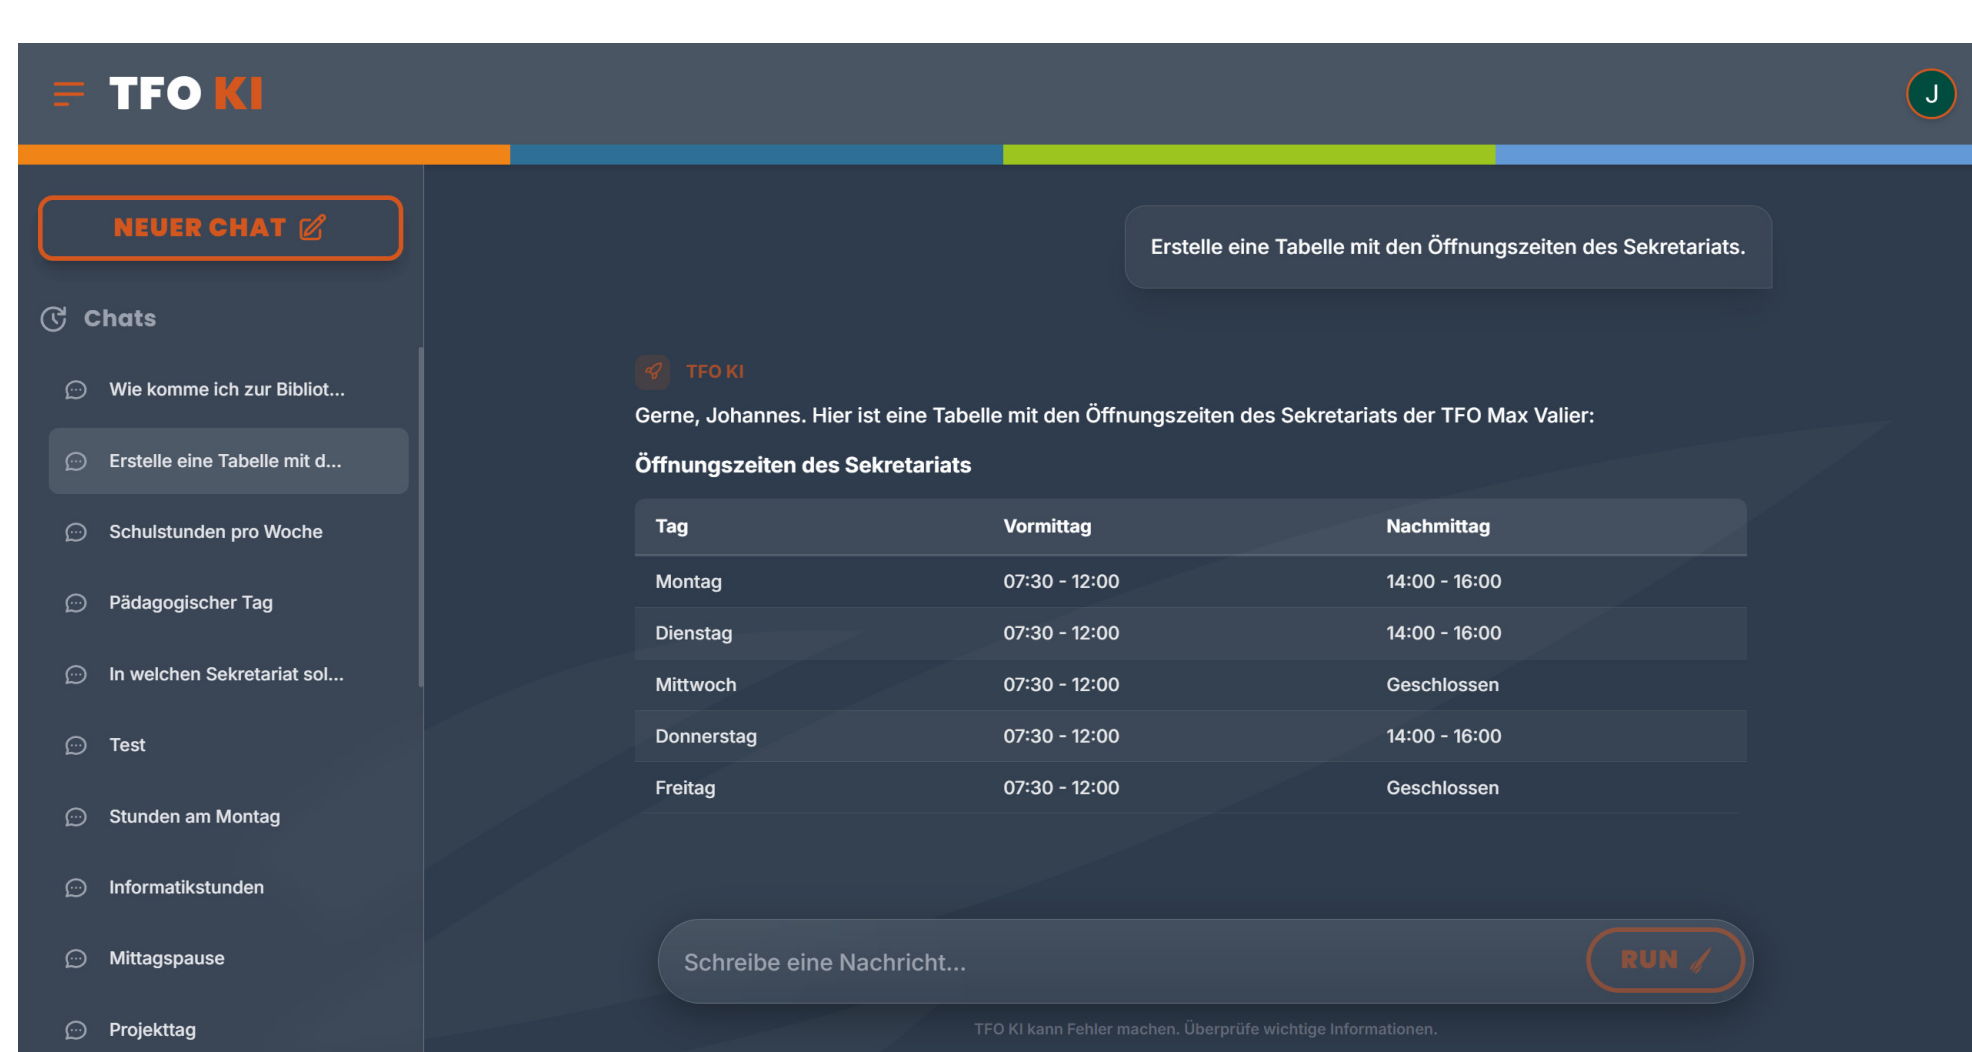 TFO KI
J
NEUER CHAT
Chats
Wie komme ich zur Bibliot...
Erstelle eine Tabelle mit d...
Schulstunden pro Woche
Pädagogischer Tag
In welchen Sekretariat sol...
Test
Stunden am Montag
Informatikstunden
Mittagspause
Projekttag
Erstelle eine Tabelle mit den Öffnungszeiten des Sekretariats.
TFO KI
Gerne, Johannes. Hier ist eine Tabelle mit den Öffnungszeiten des Sekretariats der TFO Max Valier:
Öffnungszeiten des Sekretariats
Tag Vormittag Nachmittag
Montag 07:30 - 12:00 14:00 - 16:00
Dienstag 07:30 - 12:00 14:00 - 16:00
Mittwoch 07:30 - 12:00 Geschlossen
Donnerstag 07:30 - 12:00 14:00 - 16:00
Freitag 07:30 - 12:00 Geschlossen
Schreibe eine Nachricht...
RUN
TFO KI kann Fehler machen. Überprüfe wichtige Informationen.